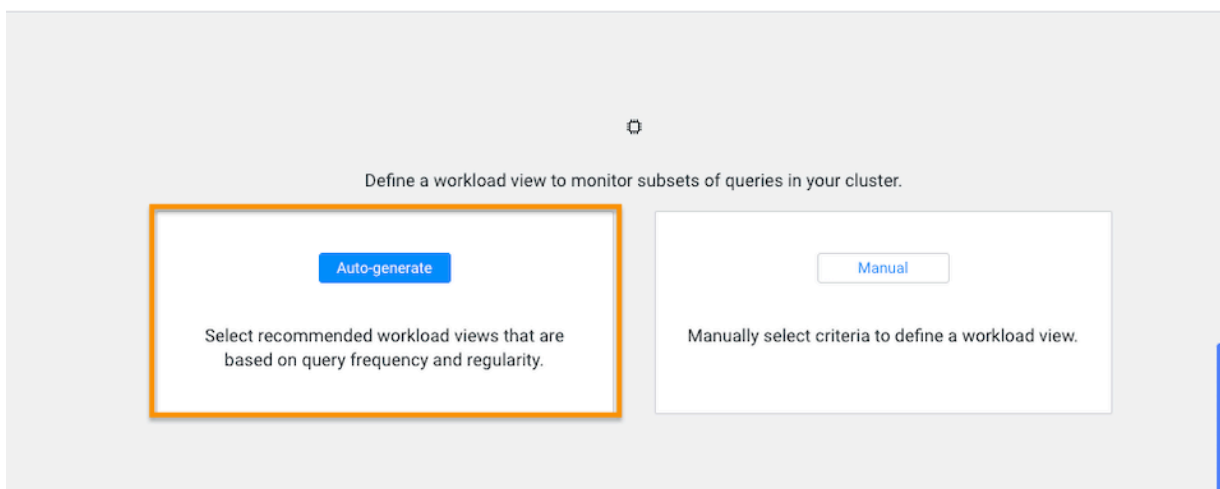 Define a workload view to monitor subsets of queries in your cluster.
Auto-generate
Select recommended workload views that are
based on query frequency and regularity.
Manual
Manually select criteria to define a workload view.